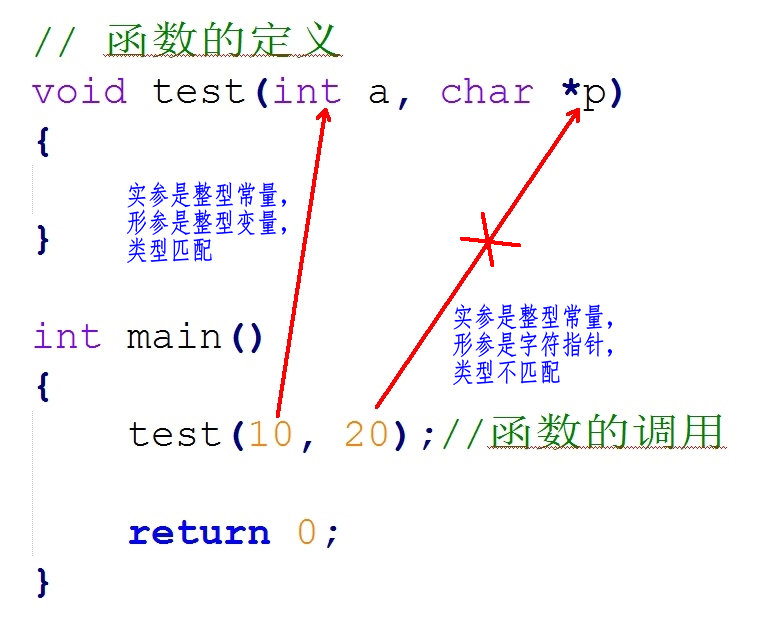 // 函数的定义
void test(int a, char *p)
{
实参是整型常量，
形参是整型变量，
类型匹配
}
实参是整型常量，
形参是字符指针，
类型不匹配
int main()
{
test(10, 20);//函数的调用
return 0;
}